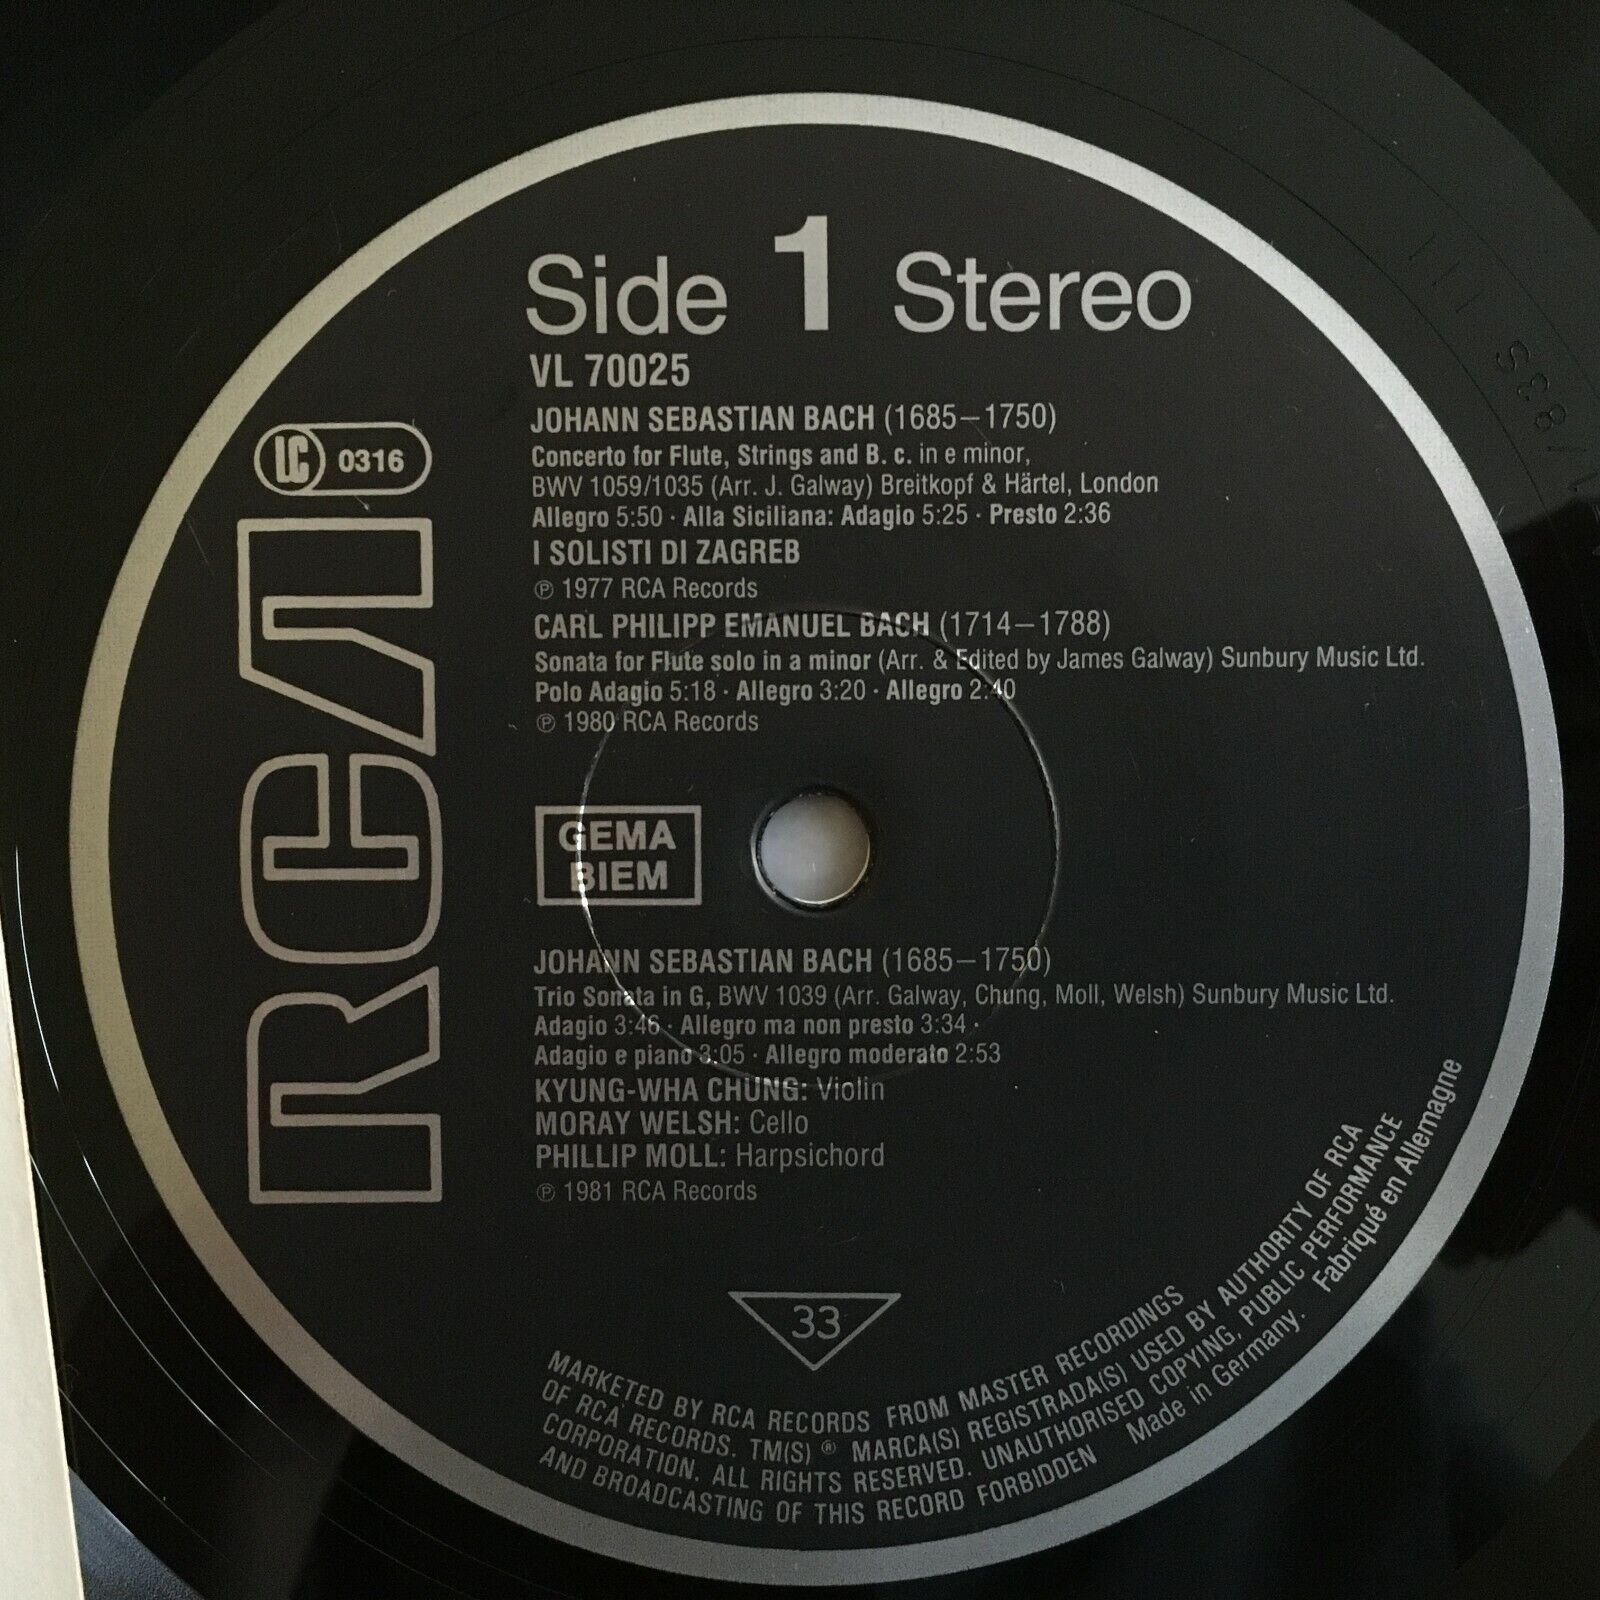 Side 1 Stereo
VL 70025
JOHANN SEBASTIAN BACH (1685–1750)
Concerto for Flute, Strings and B. c. in e minor,
BWV 1059/1035 (Arr. J. Galway) Breitkopf & Härtel, London
Allegro 5:50 · Alla Siciliana: Adagio 5:25 · Presto 2:36
I SOLISTI DI ZAGREB
℗ 1977 RCA Records
CARL PHILIPP EMANUEL BACH (1714–1788)
Sonata for Flute solo in a minor (Arr. & Edited by James Galway) Sunbury Music Ltd.
Polo Adagio 5:18 · Allegro 3:20 · Allegro 2:40
℗ 1980 RCA Records
LC 0316
RCA
GEMA
BIEM
JOHANN SEBASTIAN BACH (1685–1750)
Trio Sonata in G, BWV 1039 (Arr. Galway, Chung, Moll, Welsh) Sunbury Music Ltd.
Adagio 3:46 · Allegro ma non presto 3:34 ·
Adagio e piano 3:05 · Allegro moderato 2:53
KYUNG-WHA CHUNG: Violin
MORAY WELSH: Cello
PHILLIP MOLL: Harpsichord
℗ 1981 RCA Records
33
MARKETED BY RCA RECORDS FROM MASTER RECORDINGS
OF RCA RECORDS. TM(S) ® MARCA(S) REGISTRADA(S) USED BY AUTHORITY OF RCA
CORPORATION. ALL RIGHTS RESERVED. UNAUTHORISED COPYING, PUBLIC PERFORMANCE
AND BROADCASTING OF THIS RECORD FORBIDDEN Made in Germany. Fabriqué en Allemagne